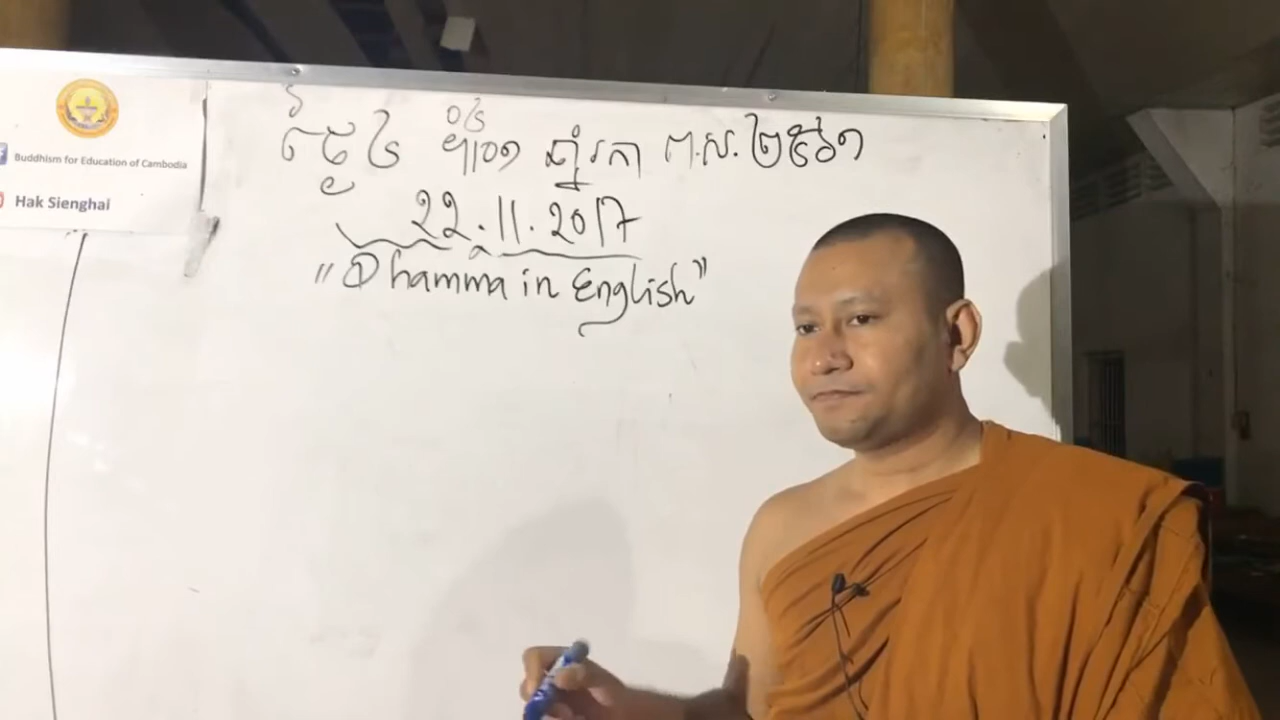 Buddhism for Education of Cambodia
Hak Sienghai
ឆ្នាំរកា ព.ស.២៥៦១
22.11.2017
"Dhamma in English"